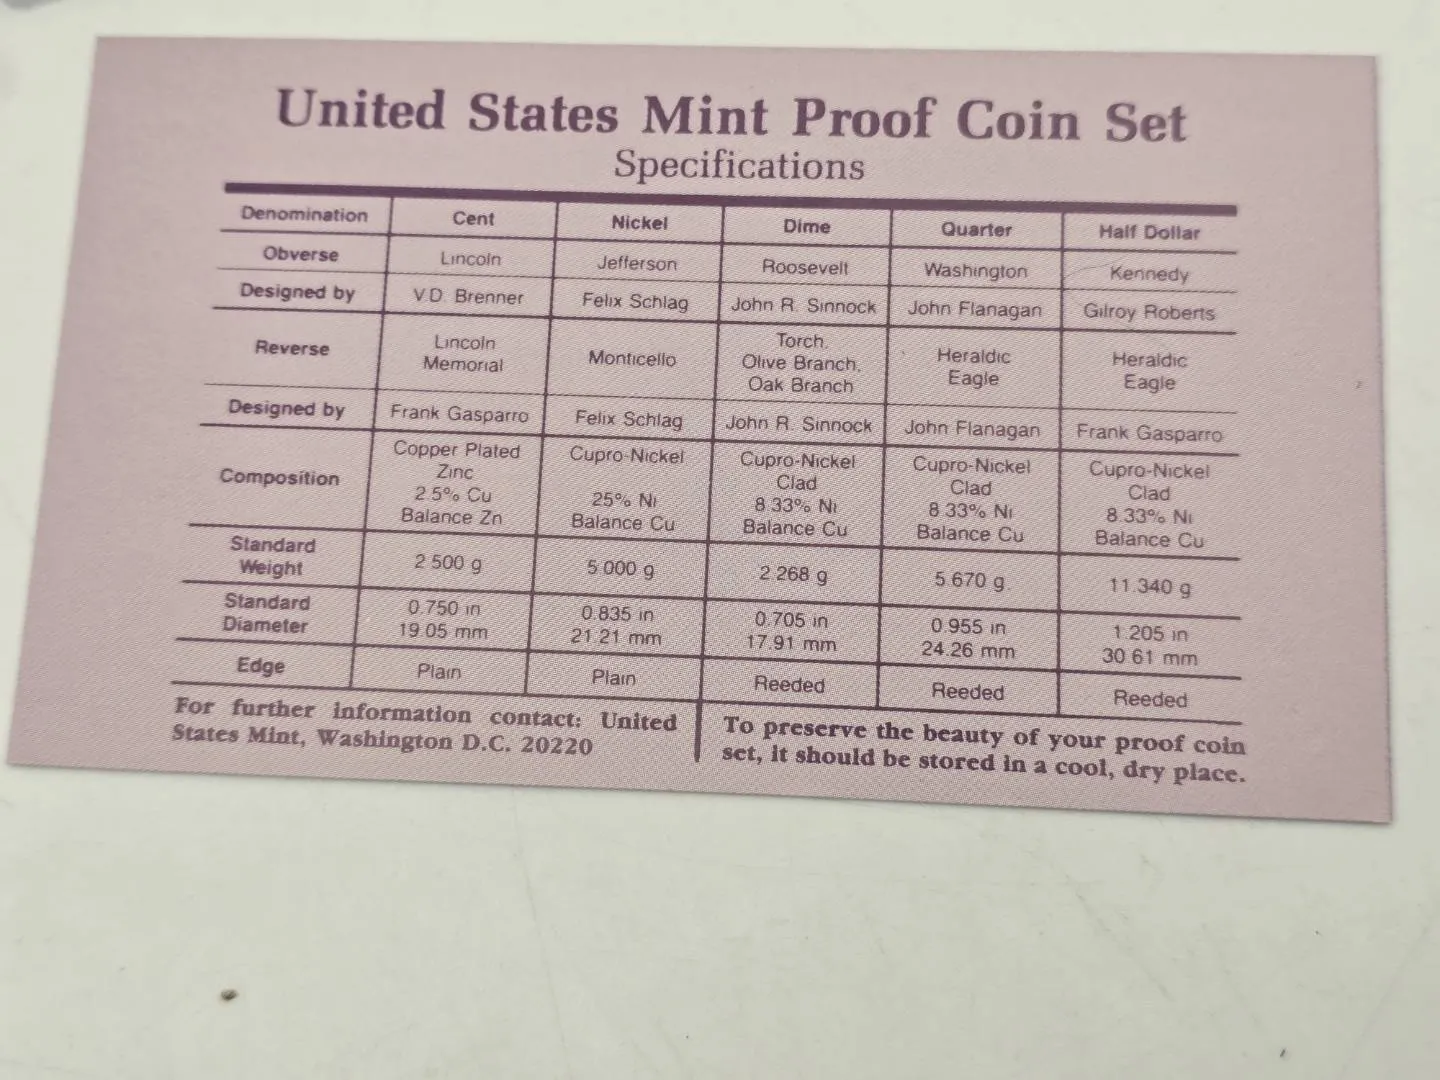 United States Mint Proof Coin Set
Specifications
Denomination Cent Nickel Dime Quarter Half Dollar
Obverse Lincoln Jefferson Roosevelt Washington Kennedy
Designed by V.D. Brenner Felix Schlag John R. Sinnock John Flanagan Gilroy Roberts
Reverse Lincoln Memorial Monticello Torch, Olive Branch, Oak Branch Heraldic Eagle Heraldic Eagle
Designed by Frank Gasparro Felix Schlag John R. Sinnock John Flanagan Frank Gasparro
Composition Copper Plated Zinc 2.5% Cu Balance Zn Cupro-Nickel 25% Ni Balance Cu Cupro-Nickel Clad 8.33% Ni Balance Cu Cupro-Nickel Clad 8.33% Ni Balance Cu Cupro-Nickel Clad 8.33% Ni Balance Cu
Standard Weight 2.500 g 5.000 g 2.268 g 5.670 g. 11.340 g
Standard Diameter 0.750 in 19.05 mm 0.835 in 21.21 mm 0.705 in 17.91 mm 0.955 in 24.26 mm 1.205 in 30.61 mm
Edge Plain Plain Reeded Reeded Reeded
For further information contact: United
States Mint, Washington D.C. 20220
To preserve the beauty of your proof coin
set, it should be stored in a cool, dry place.